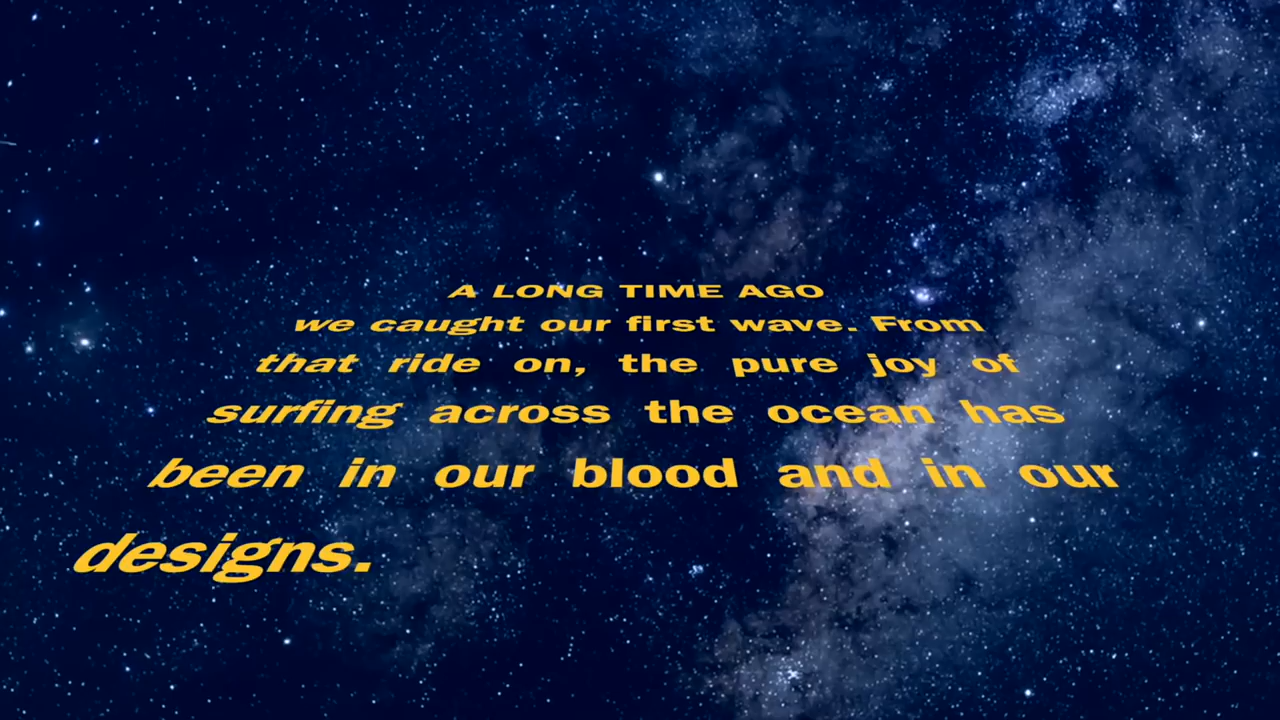 A LONG TIME AGO
we caught our first wave. From
that ride on, the pure joy of
surfing across the ocean has
been in our blood and in our
designs.